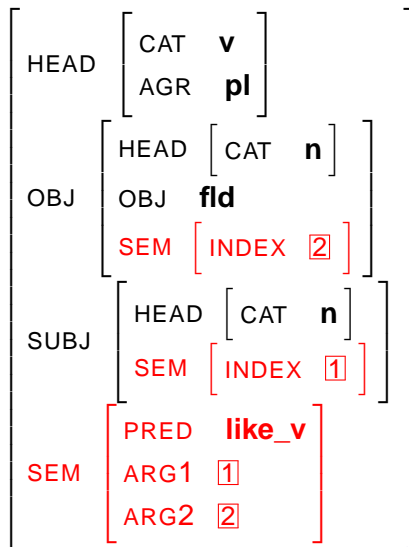 CAT v
HEAD
AGR pl
HEAD CAT n
OBJ OBJ fld
SEM INDEX 2
HEAD CAT n
SUBJ
SEM INDEX 1
PRED like_v
SEM ARG1 1
ARG2 2